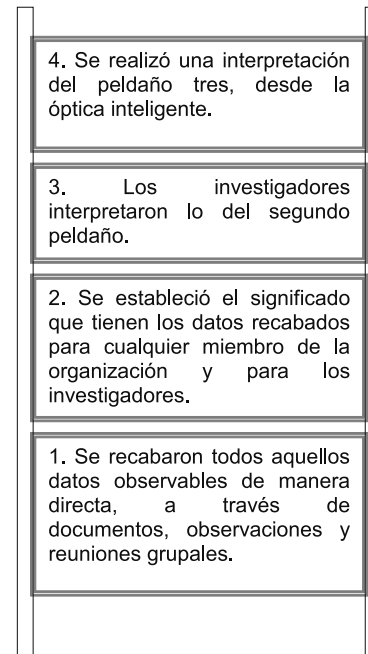 4. Se realizó una interpretación
del peldaño tres, desde la
óptica inteligente.
3. Los investigadores
interpretaron lo del segundo
peldaño.
2. Se estableció el significado
que tienen los datos recabados
para cualquier miembro de la
organización y para los
investigadores.
1. Se recabaron todos aquellos
datos observables de manera
directa, a través de
documentos, observaciones y
reuniones grupales.